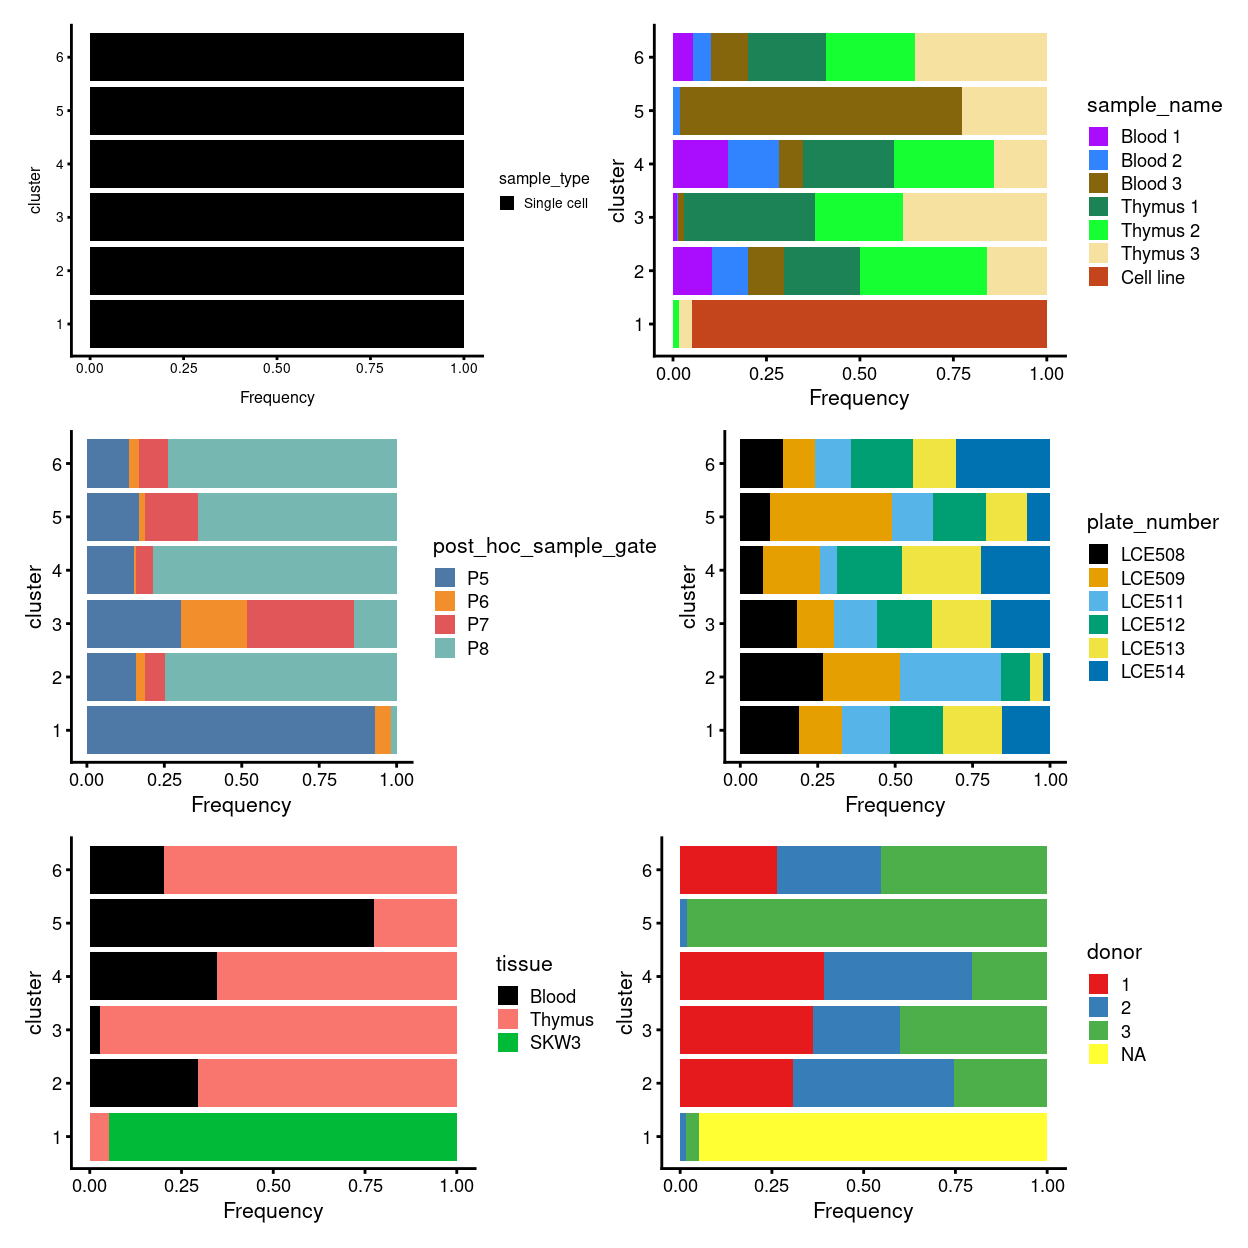 cluster
6
5
4
3
2
1
0.00 0.25 0.50 0.75 1.00
Frequency
sample_type
Single cell
cluster
6
5
4
3
2
1
0.00 0.25 0.50 0.75 1.00
Frequency
sample_name
Blood 1
Blood 2
Blood 3
Thymus 1
Thymus 2
Thymus 3
Cell line
cluster
6
5
4
3
2
1
0.00 0.25 0.50 0.75 1.00
Frequency
post_hoc_sample_gate
P5
P6
P7
P8
cluster
6
5
4
3
2
1
0.00 0.25 0.50 0.75 1.00
Frequency
plate_number
LCE508
LCE509
LCE511
LCE512
LCE513
LCE514
cluster
6
5
4
3
2
1
0.00 0.25 0.50 0.75 1.00
Frequency
tissue
Blood
Thymus
SKW3
cluster
6
5
4
3
2
1
0.00 0.25 0.50 0.75 1.00
Frequency
donor
1
2
3
NA